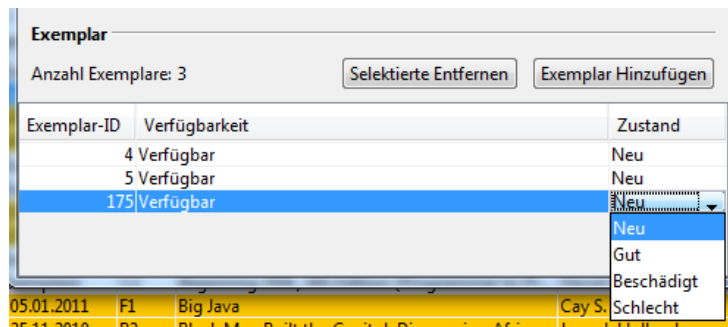 Exemplar
Anzahl Exemplare: 3 Selektierte Entfernen Exemplar Hinzufügen
Exemplar-ID Verfügbarkeit Zustand
4 Verfügbar Neu
5 Verfügbar Neu
175 Verfügbar Neu
Neu
Gut
Beschädigt
Schlecht
05.01.2011 F1 Big Java Cay S.